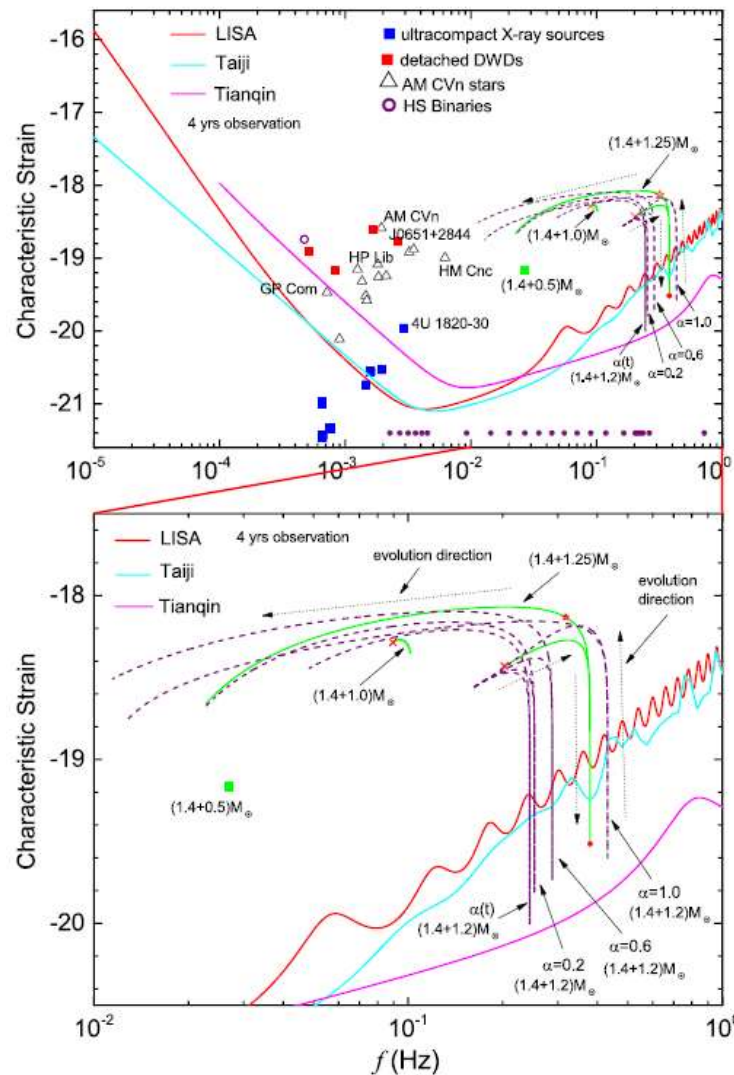 LISA
Taiji
Tianqin
4 yrs observation
ultracompact X-ray sources
detached DWDs
AM CVn stars
HS Binaries
-16
-17
-18
-19
-20
-21
Characteristic Strain
(1.4+1.25)M⊙
AM CVn
J0651+2844
(1.4+1.0)M⊙
HP Lib
HM Cnc
(1.4+0.5)M⊙
GP Com
4U 1820-30
α(t)
(1.4+1.2)M⊙
α=0.2
α=0.6
α=1.0
10⁻⁵
10⁻⁴
10⁻³
10⁻²
10⁻¹
10⁰
LISA
4 yrs observation
Taiji
Tianqin
evolution direction
(1.4+1.25)M⊙
evolution
direction
-18
-19
-20
Characteristic Strain
(1.4+1.0)M⊙
(1.4+0.5)M⊙
α(t)
(1.4+1.2)M⊙
α=0.2
(1.4+1.2)M⊙
α=0.6
(1.4+1.2)M⊙
α=1.0
(1.4+1.2)M⊙
10⁻²
10⁻¹
10⁰
f (Hz)